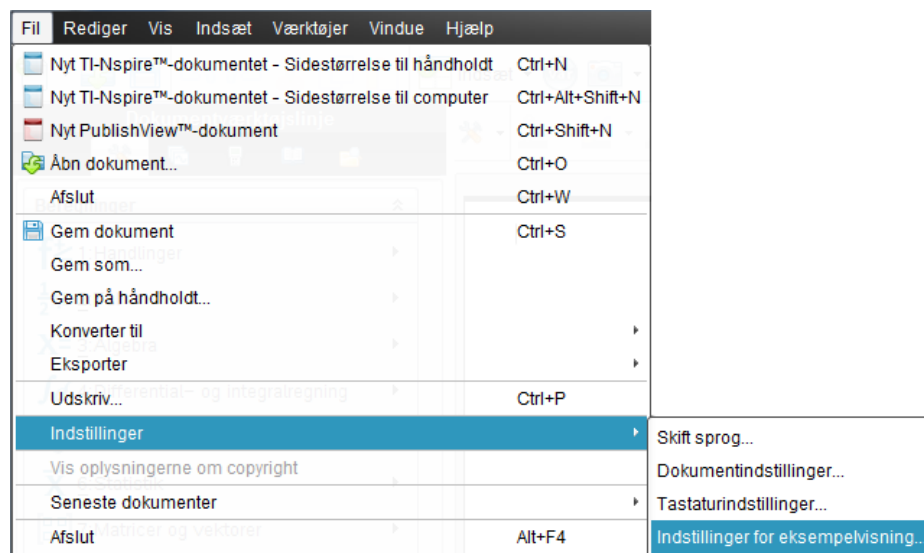 Fil Rediger Vis Indsæt Værktøjer Vindue Hjælp
Nyt TI-Nspire™-dokumentet - Sidestørrelse til håndholdt Ctrl+N
Nyt TI-Nspire™-dokumentet - Sidestørrelse til computer Ctrl+Alt+Shift+N
Dokumentværktøjslinje
Nyt PublishView™-dokument Ctrl+Shift+N
Åbn dokument... Ctrl+O
Afslut Ctrl+W
Gem dokument Ctrl+S
Gem som...
Gem på håndholdt...
Konverter til
Eksporter
Udskriv... Ctrl+P
Indstillinger
Skift sprog...
Vis oplysningerne om copyright
Dokumentindstillinger...
Seneste dokumenter
Tastaturindstillinger...
Afslut Alt+F4
Indstillinger for eksempelvisning...